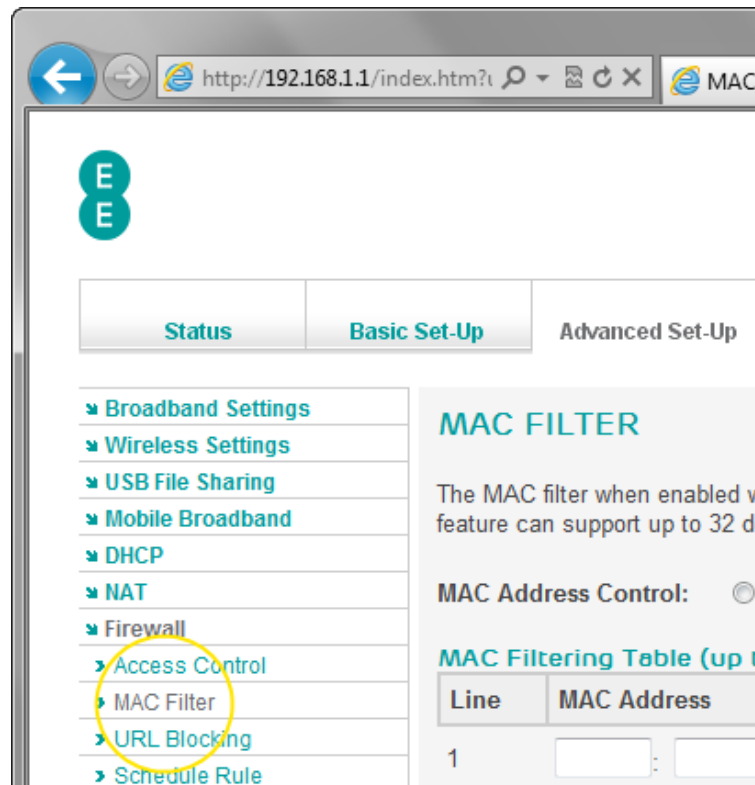 http://192.168.1.1/index.htm?
MAC
E
E
Status
Basic Set-Up
Advanced Set-Up
Broadband Settings
Wireless Settings
USB File Sharing
Mobile Broadband
DHCP
NAT
Firewall
Access Control
MAC Filter
URL Blocking
Schedule Rule
MAC FILTER
The MAC filter when enabled
feature can support up to 32
MAC Address Control:
MAC Filtering Table (up
Line MAC Address
1 :